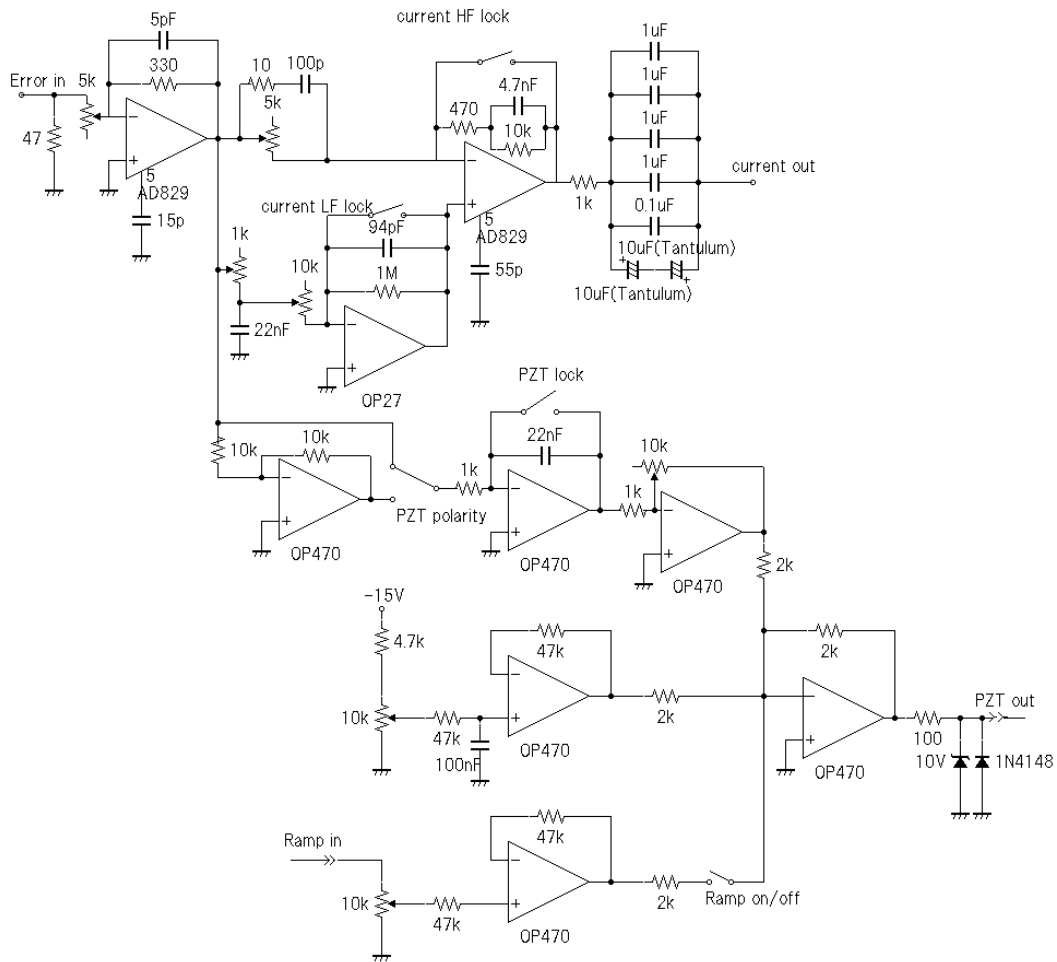 current HF lock
5pF
1uF
330
10
100p
Error in
5k
5k
4.7nF
1uF
470
10k
1uF
47
1uF
current out
5
AD829
15p
1k
0.1uF
current LF lock
94pF
5
AD829
10uF(Tantulum)
1k
10k
1M
55p
10uF(Tantulum)
22nF
OP27
PZT lock
10k
10k
22nF
10k
1k
1k
PZT polarity
OP470
OP470
OP470
2k
-15V
4.7k
47k
2k
10k
47k
2k
PZT out
100nF
OP470
OP470
100
10V
1N4148
47k
Ramp in
10k
47k
2k
Ramp on/off
OP470